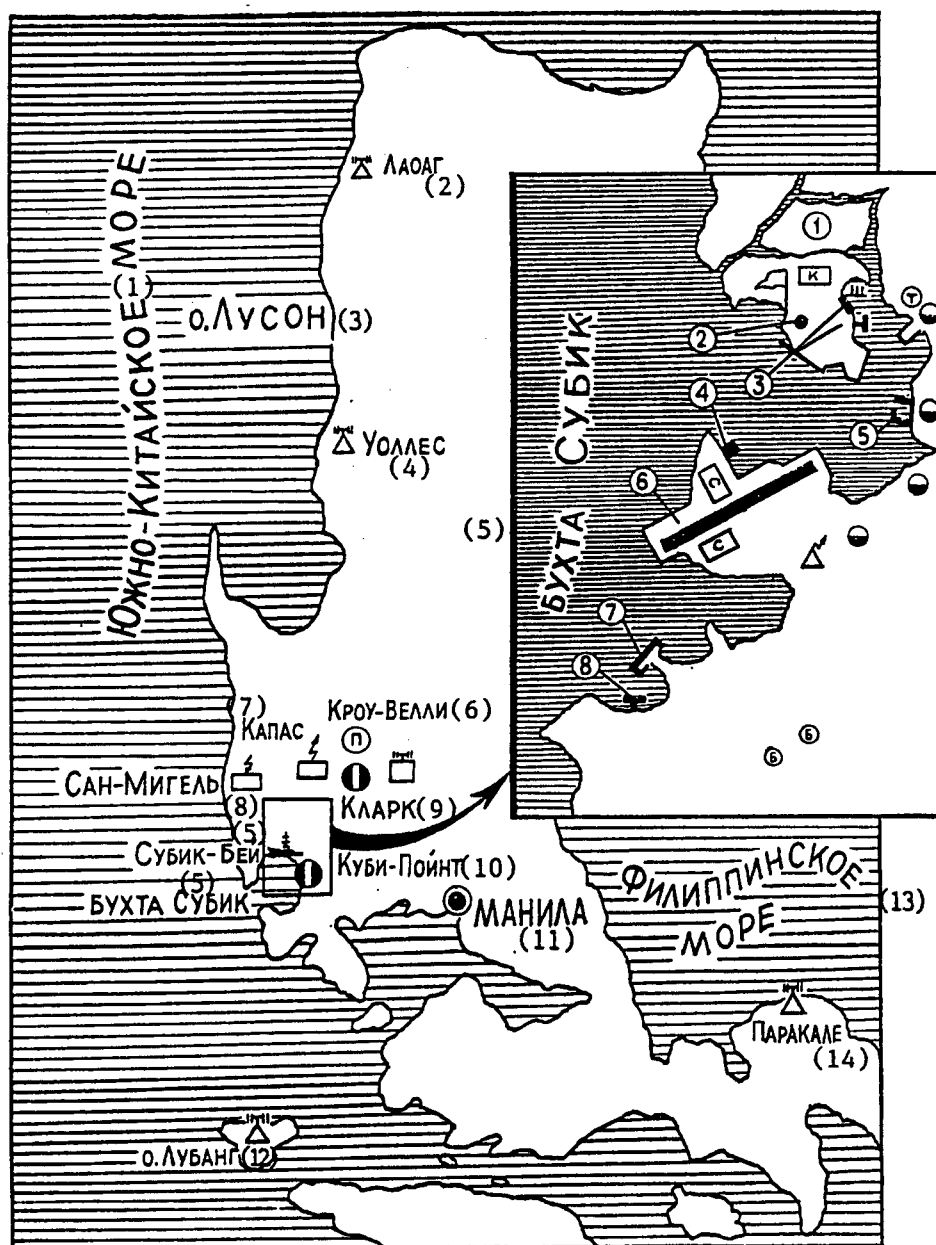 ЮЖНО-КИТАЙСКОЕ МОРЕ
(1)
ЛАОАГ
(2)
о. ЛУСОН (3)
УОЛЛЕС
(4)
(5)
БУХТА СУБИК
1
К
Ш
Т
2
3
4
5
С
6
С
7
8
Б
Б
(7)
КАПАС
КРОУ-ВЕЛЛИ (6)
П
САН-МИГЕЛЬ
(8)
КЛАРК (9)
(5)
СУБИК-БЕЙ
(5)
КУБИ-ПОЙНТ (10)
БУХТА СУБИК
МАНИЛА
(11)
ФИЛИППИНСКОЕ
МОРЕ
(13)
ПАРАКАЛЕ
(14)
о. ЛУБАНГ (12)